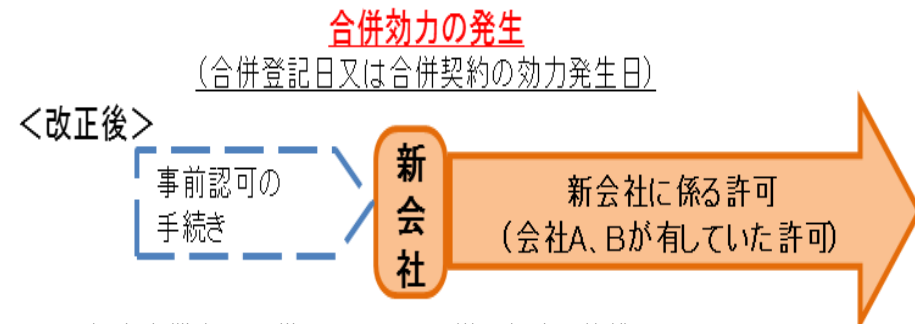 合併効力の発生
(合併登記日又は合併契約の効力発生日)
＜改正後＞
事前認可の
手続き
新会社
新会社に係る許可
(会社A、Bが有していた許可)